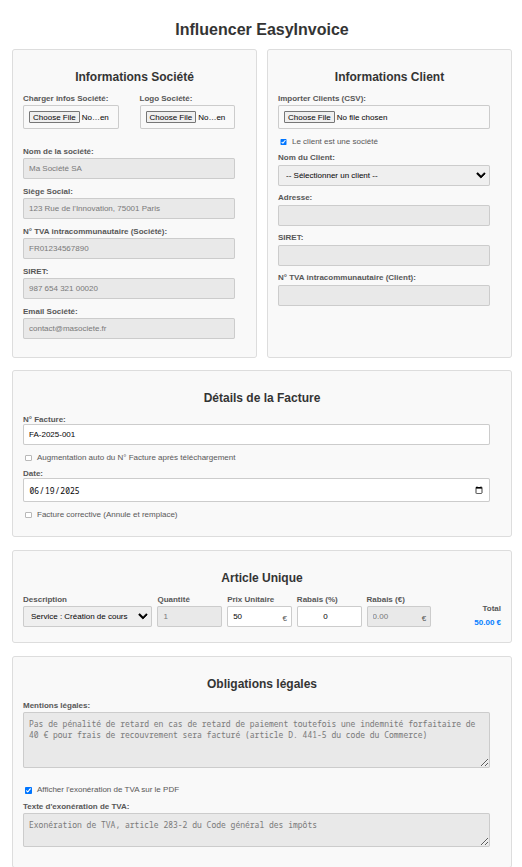 Influencer EasyInvoice
Informations Société
Charger infos Société:
Logo Société:
Choose File No...en
Choose File No...en
Nom de la société:
Ma Société SA
Siège Social:
123 Rue de l'Innovation, 75001 Paris
N° TVA intracommunautaire (Société):
FR01234567890
SIRET:
987 654 321 00020
Email Société:
contact@masociete.fr
Informations Client
Importer Clients (CSV):
Choose File No file chosen
Le client est une société
Nom du Client:
-- Sélectionner un client --
Adresse:
SIRET:
N° TVA intracommunautaire (Client):
Détails de la Facture
N° Facture:
FA-2025-001
Augmentation auto du N° Facture après téléchargement
Date:
06/19/2025
Facture corrective (Annule et remplace)
Article Unique
Description Quantité Prix Unitaire Rabais (%) Rabais (€) Total
Service : Création de cours 1 50 € 0 0.00 € 50.00 €
Obligations légales
Mentions légales:
Pas de pénalité de retard en cas de retard de paiement toutefois une indemnité forfaitaire de
40 € pour frais de recouvrement sera facturé (article D. 441-5 du code du Commerce)
Afficher l'exonération de TVA sur le PDF
Texte d'exonération de TVA:
Exonération de TVA, article 283-2 du Code général des impôts